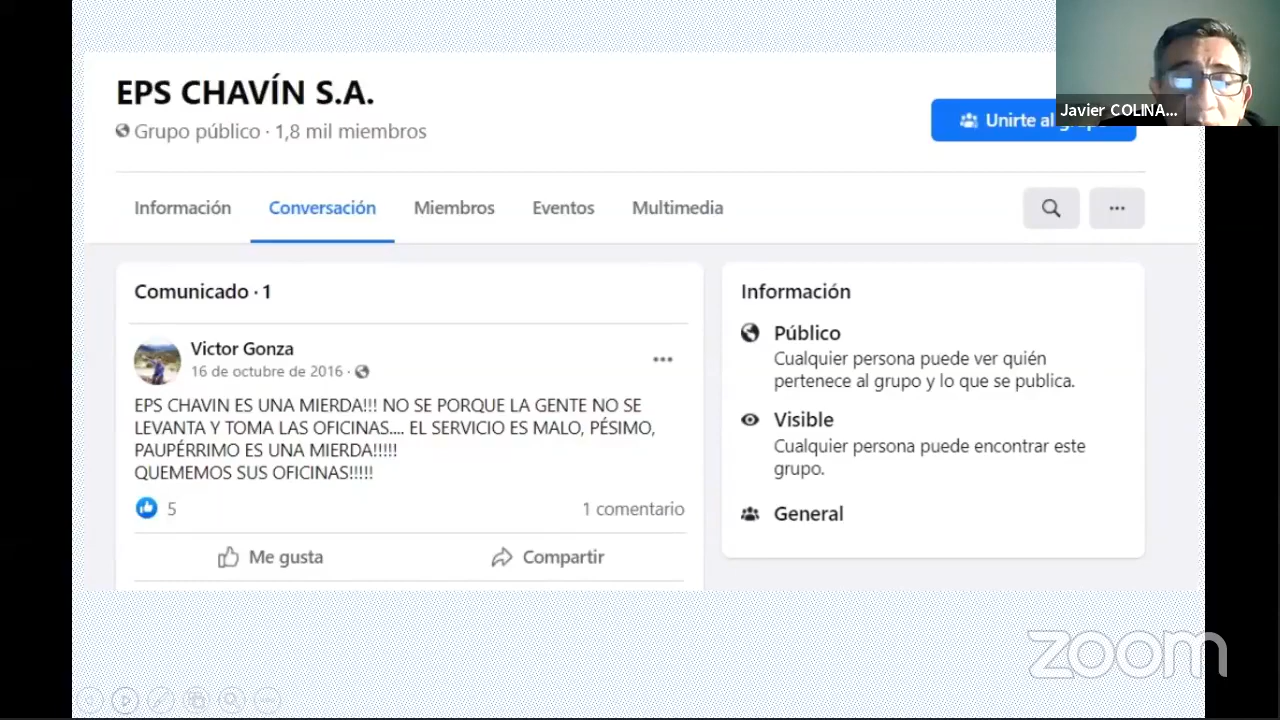 EPS CHAVÍN S.A.
Grupo público · 1,8 mil miembros
Unirte al grupo
Javier COLINA...
Información
Conversación
Miembros
Eventos
Multimedia
Comunicado · 1
Victor Gonza
16 de octubre de 2016 ·
EPS CHAVIN ES UNA MIERDA!!! NO SE PORQUE LA GENTE NO SE
LEVANTA Y TOMA LAS OFICINAS.... EL SERVICIO ES MALO, PÉSIMO,
PAUPÉRRIMO ES UNA MIERDA!!!!!
QUEMEMOS SUS OFICINAS!!!!!
5
1 comentario
Me gusta
Compartir
Información
Público
Cualquier persona puede ver quién
pertenece al grupo y lo que se publica.
Visible
Cualquier persona puede encontrar este
grupo.
General
zoom